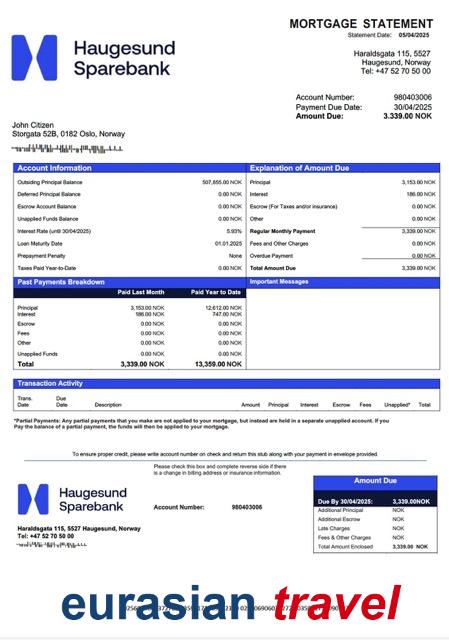 MORTGAGE STATEMENT
Statement Date: 05/04/2025
Haugesund
Sparebank
Haraldsgata 115, 5527
Haugesund, Norway
Tel: +47 52 70 50 00
Account Number: 980403006
Payment Due Date: 30/04/2025
Amount Due: 3.339.00 NOK
John Citizen
Storgata 52B, 0182 Oslo, Norway
Account Information
Outsiding Principal Balance 507,855.00 NOK
Deferred Principal Balance 0.00 NOK
Escrow Account Balance 0.00 NOK
Unapplied Funds Balance 0.00 NOK
Interest Rate (until 30/04/2025) 5.93%
Loan Maturity Date 01.01.2025
Prepayment Penalty None
Taxes Paid Year-to-Date 0.00 NOK
Explanation of Amount Due
Principal 3,153.00 NOK
Interest 186.00 NOK
Escrow (For Taxes and/or insurance) 0.00 NOK
Other 0.00 NOK
Regular Monthly Payment 3,339.00 NOK
Fees and Other Charges 0.00 NOK
Overdue Payment 0.00 NOK
Total Amount Due 3,339.00 NOK
Past Payments Breakdown
Paid Last Month Paid Year to Date
Principal 3,153.00 NOK 12,612.00 NOK
Interest 186.00 NOK 747.00 NOK
Escrow 0.00 NOK 0.00 NOK
Fees 0.00 NOK 0.00 NOK
Other 0.00 NOK 0.00 NOK
Unapplied Funds 0.00 NOK 0.00 NOK
Total 3,339.00 NOK 13,359.00 NOK
Important Messages
Transaction Activity
Trans. Date Due Date Description Amount Principal Interest Escrow Fees Unapplied* Total
*Partial Payments: Any partial payments that you make are not applied to your mortgage, but instead are held in a separate unapplied account. If you
Pay the balance of a partial payment, the funds will then be applied to your mortgage.
To ensure proper credit, please write account number on check and return this stub along with your payment in envelope provided.
Please check this box and complete reverse side if there
is a change in billing address or insurance information.
Haugesund
Sparebank
Account Number: 980403006
Haraldsgata 115, 5527 Haugesund, Norway
Tel: +47 52 70 50 00
Amount Due
Due By 30/04/2025: 3,339.00NOK
Additional Principal NOK
Additional Escrow NOK
Late Charges NOK
Fees & Other Charges NOK
Total Amount Enclosed 3,339.00 NOK
eurasian travel